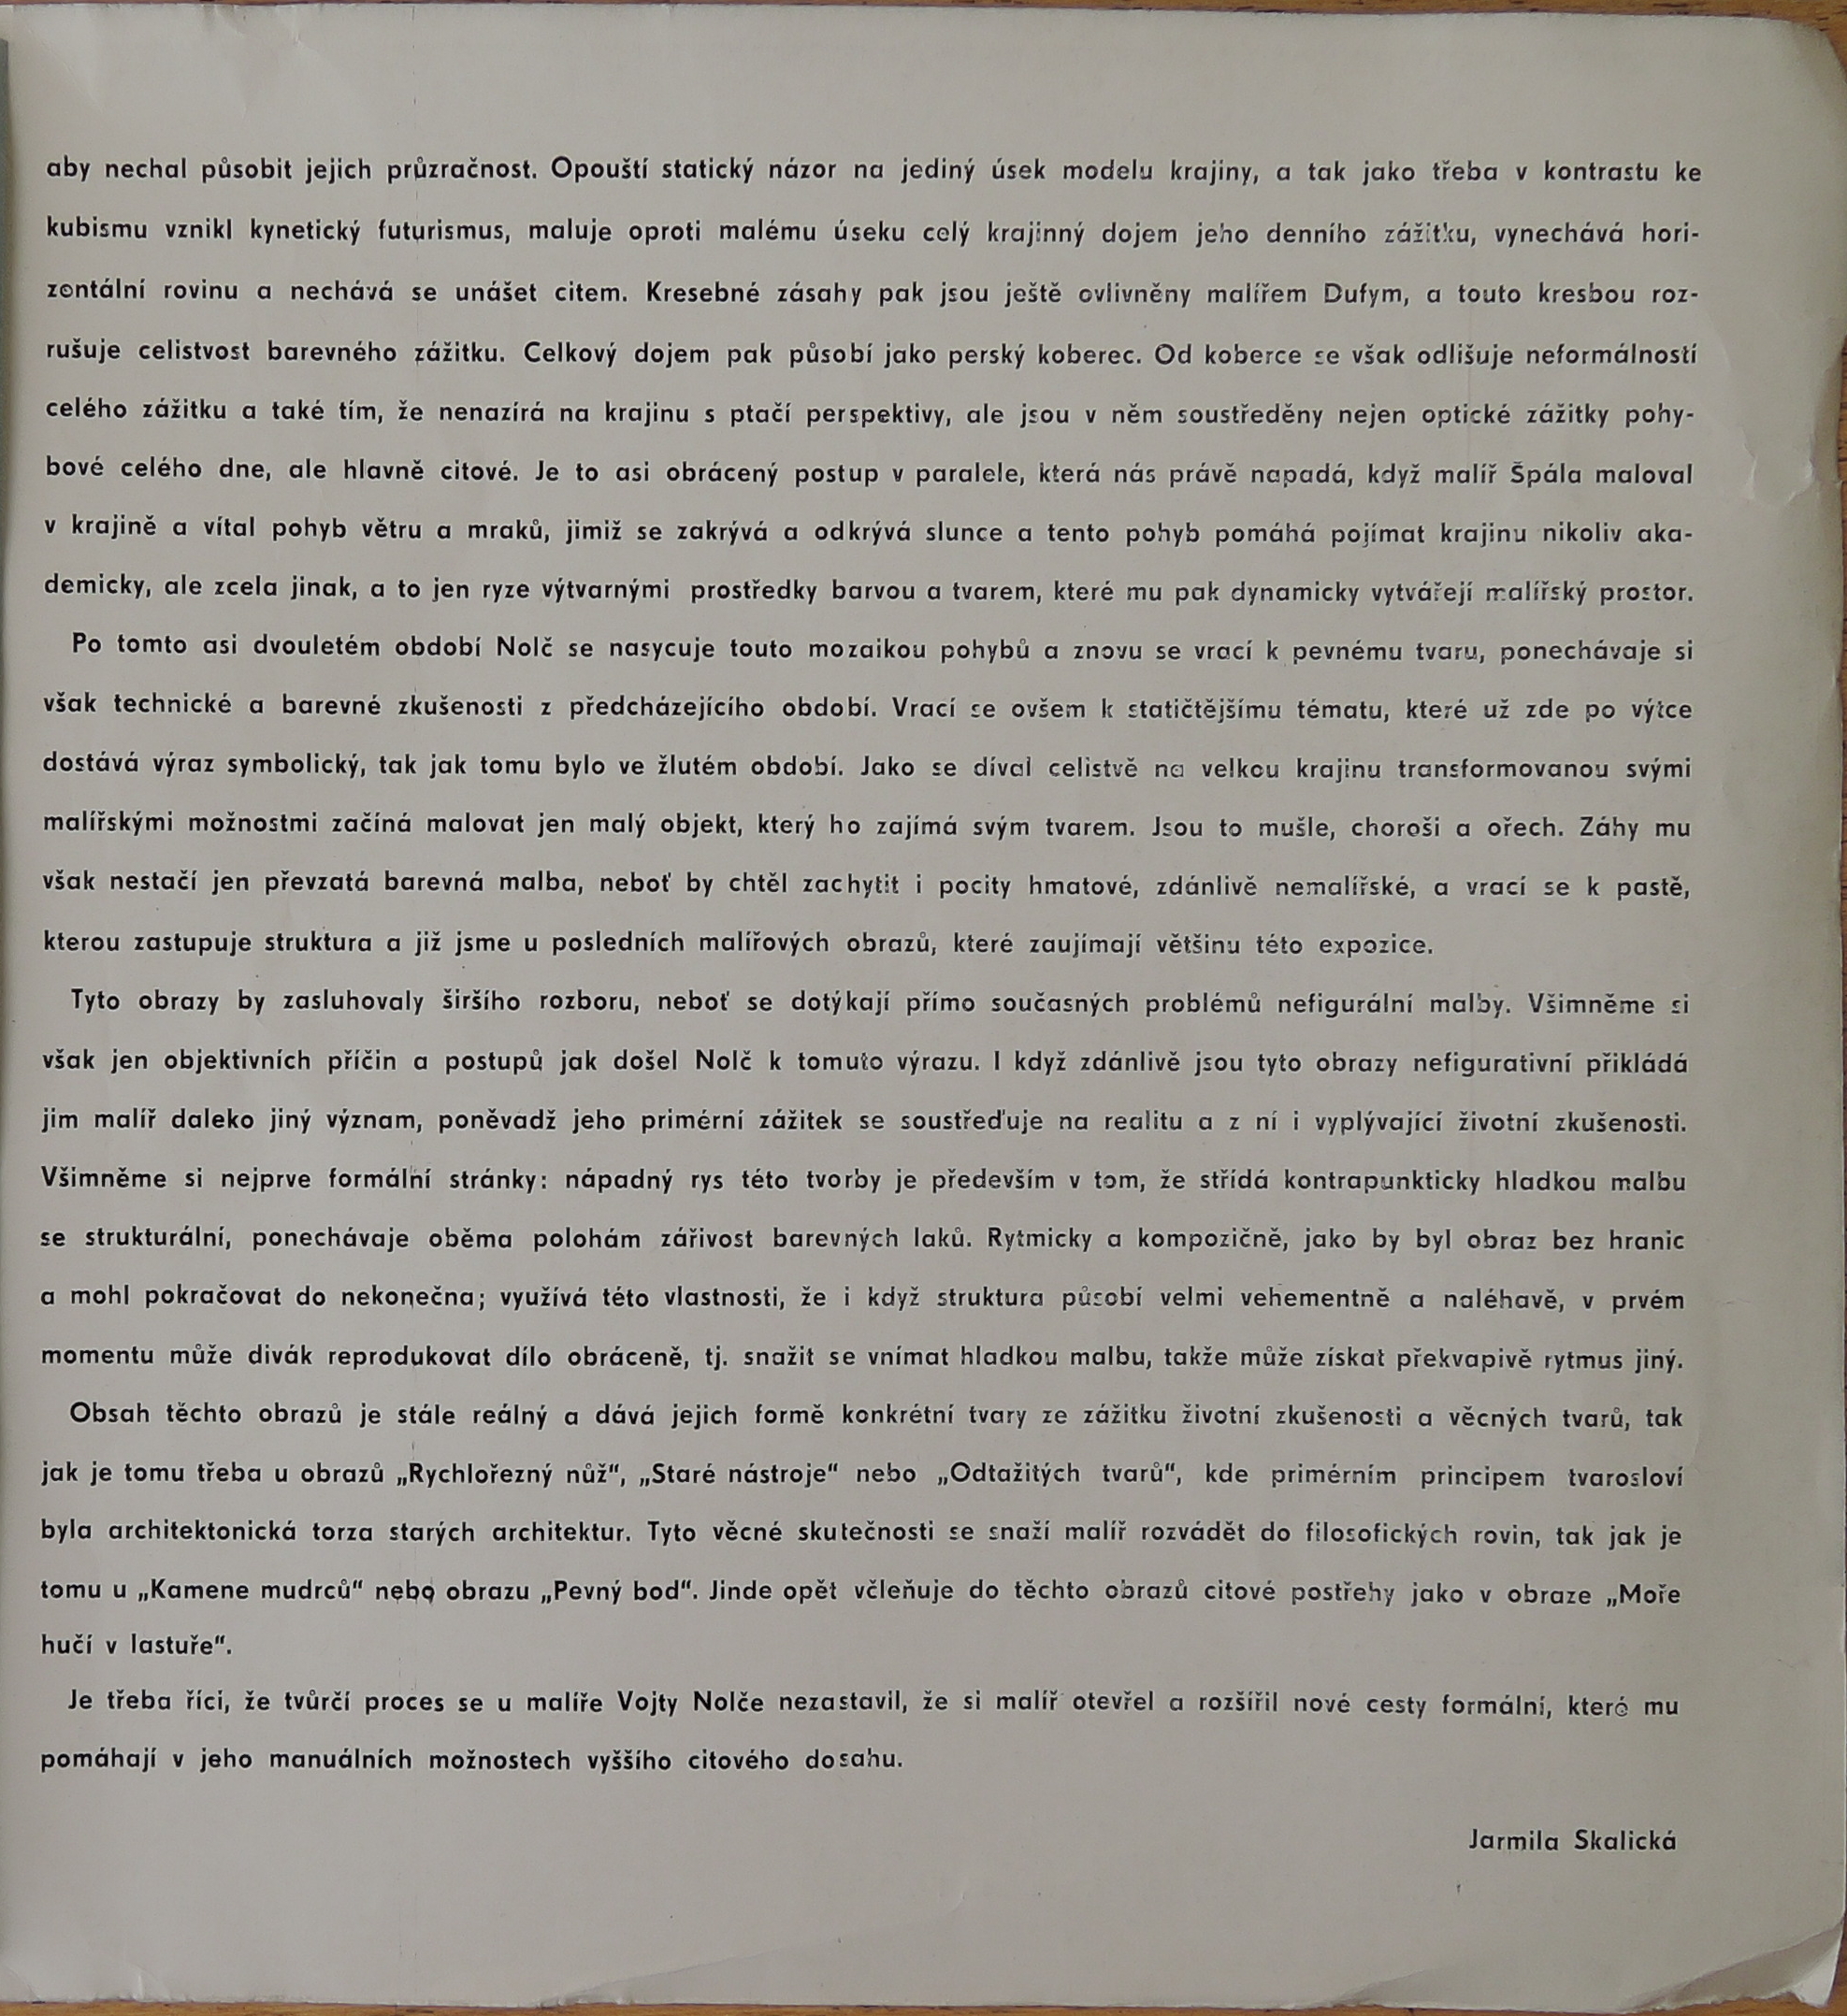 aby nechal působit jejich průzračnost. Opouští statický názor na jediný úsek modelu krajiny, a tak jako třeba v kontrastu ke
kubismu vznikl kynetický futurismus, maluje oproti malému úseku celý krajinný dojem jeho denního zážitku, vynechává hori-
zontální rovinu a nechává se unášet citem. Kresebné zásahy pak jsou ještě ovlivněny malířem Dufym, a touto kresbou roz-
rušuje celistvost barevného zážitku. Celkový dojem pak působí jako perský koberec. Od koberce se však odlišuje neformálností
celého zážitku a také tím, že nenazírá na krajinu s ptačí perspektivy, ale jsou v něm soustředěny nejen optické zážitky pohy-
bové celého dne, ale hlavně citové. Je to asi obrácený postup v paralele, která nás právě napadá, když malíř Špála maloval
v krajině a vítal pohyb větru a mraků, jimiž se zakrývá a odkrývá slunce a tento pohyb pomáhá pojímat krajinu nikoliv aka-
demicky, ale zcela jinak, a to jen ryze výtvarnými prostředky barvou a tvarem, které mu pak dynamicky vytvářejí malířský prostor.
Po tomto asi dvouletém období Nolč se nasycuje touto mozaikou pohybů a znovu se vrací k pevnému tvaru, ponechávaje si
však technické a barevné zkušenosti z předcházejícího období. Vrací se ovšem k statičtějšímu tématu, které už zde po výtce
dostává výraz symbolický, tak jak tomu bylo ve žlutém období. Jako se díval celistvě na velkou krajinu transformovanou svými
malířskými možnostmi začíná malovat jen malý objekt, který ho zajímá svým tvarem. Jsou to mušle, choroši a ořech. Záhy mu
však nestačí jen převzatá barevná malba, neboť by chtěl zachytit i pocity hmatové, zdánlivě nemalířské, a vrací se k pastě,
kterou zastupuje struktura a již jsme u posledních malířových obrazů, které zaujímají většinu této expozice.
Tyto obrazy by zasluhovaly širšího rozboru, neboť se dotýkají přímo současných problémů nefigurální malby. Všimněme si
však jen objektivních příčin a postupů jak došel Nolč k tomuto výrazu. I když zdánlivě jsou tyto obrazy nefigurativní přikládá
jim malíř daleko jiný význam, poněvadž jeho primérní zážitek se soustřeďuje na realitu a z ní i vyplývající životní zkušenosti.
Všimněme si nejprve formální stránky: nápadný rys této tvorby je především v tom, že střídá kontrapunkticky hladkou malbu
se strukturální, ponechávaje oběma polohám zářivost barevných laků. Rytmicky a kompozičně, jako by byl obraz bez hranic
a mohl pokračovat do nekonečna; využívá této vlastnosti, že i když struktura působí velmi vehementně a naléhavě, v prvém
momentu může divák reprodukovat dílo obráceně, tj. snažit se vnímat hladkou malbu, takže může získat překvapivě rytmus jiný.
Obsah těchto obrazů je stále reálný a dává jejich formě konkrétní tvary ze zážitku životní zkušenosti a věcných tvarů, tak
jak je tomu třeba u obrazů „Rychlořezný nůž“, „Staré nástroje“ nebo „Odtažitých tvarů“, kde primérním principem tvarosloví
byla architektonická torza starých architektur. Tyto věcné skutečnosti se snaží malíř rozvádět do filosofických rovin, tak jak je
tomu u „Kamene mudrců“ nebo obrazu „Pevný bod“. Jinde opět včleňuje do těchto obrazů citové postřehy jako v obraze „Moře
hučí v lastuře“.
Je třeba říci, že tvůrčí proces se u malíře Vojty Nolče nezastavil, že si malíř otevřel a rozšířil nové cesty formální, které mu
pomáhají v jeho manuálních možnostech vyššího citového dosahu.
Jarmila Skalická